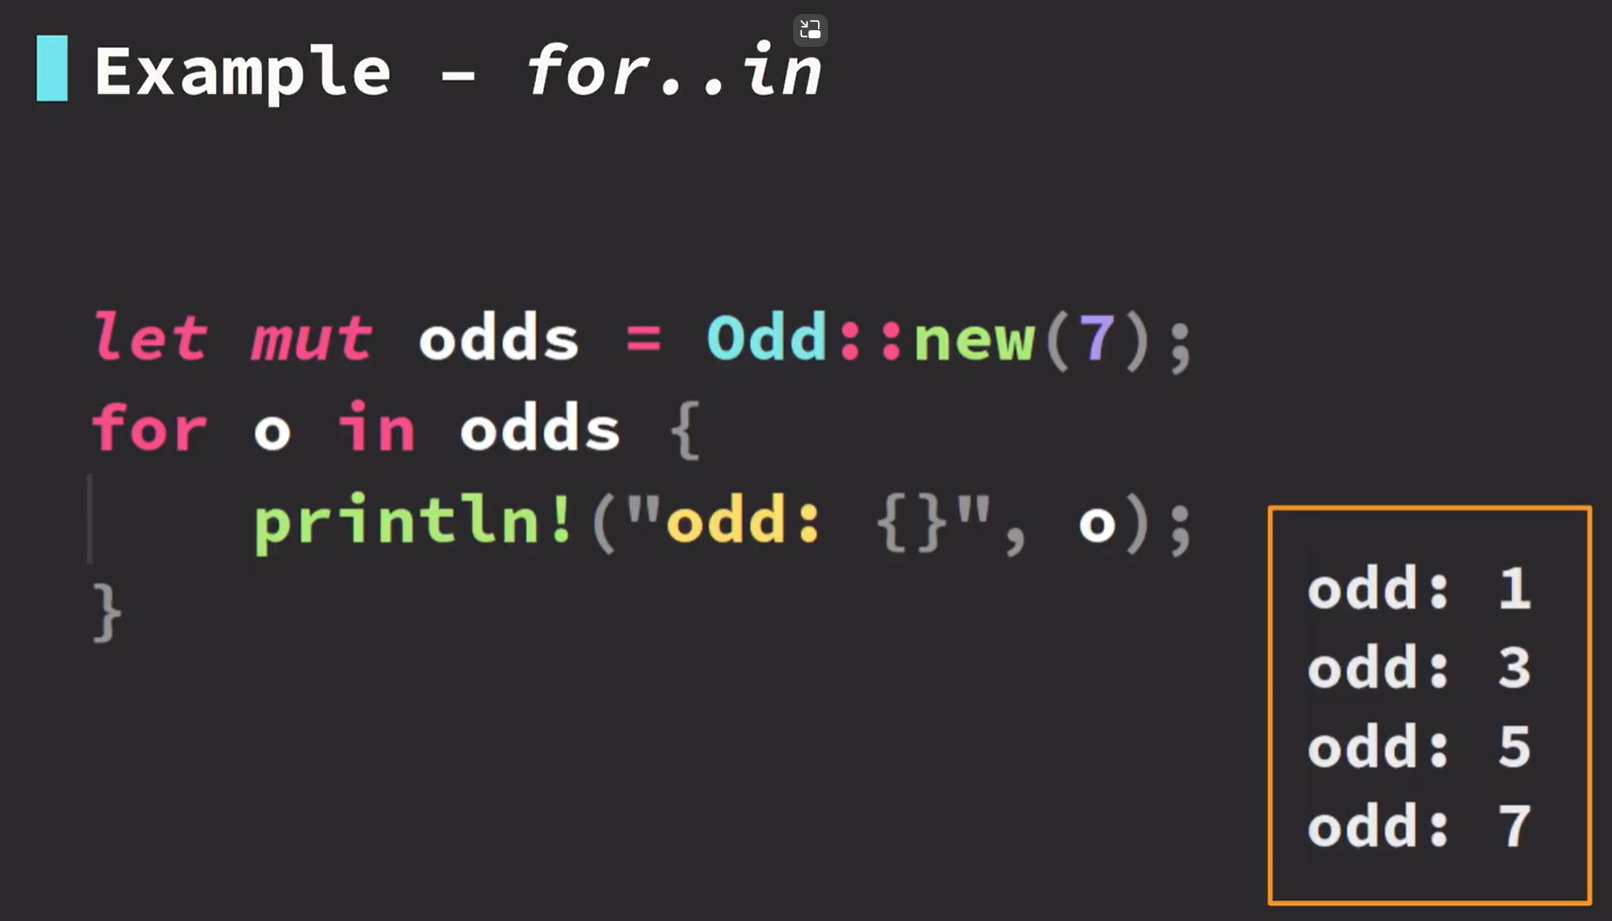 Example – for..in
let mut odds = Odd::new(7);
for o in odds {
println!("odd: {}", o);
}
odd: 1
odd: 3
odd: 5
odd: 7